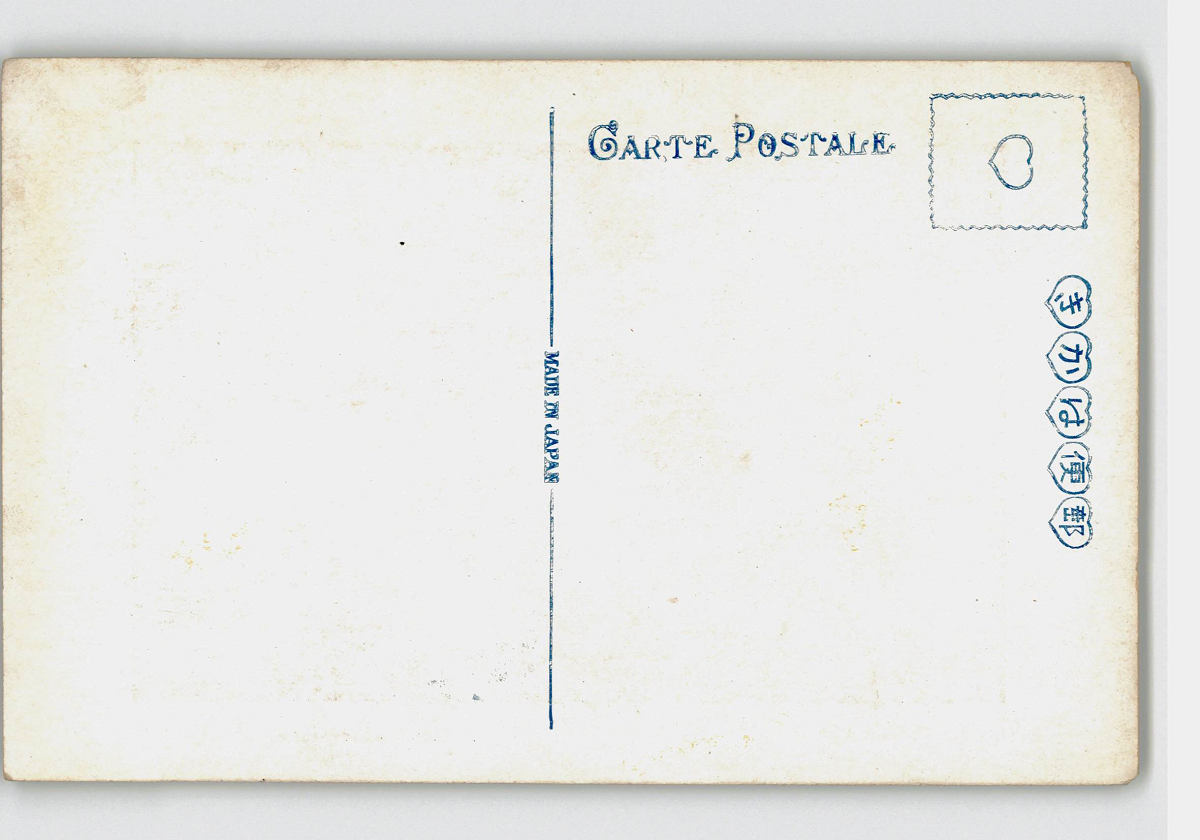 CARTE POSTALE
MADE IN JAPAN
郵便はかき